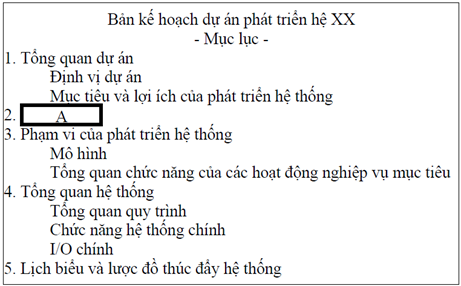 Bản kế hoạch dự án phát triển hệ XX
- Mục lục -
1. Tổng quan dự án
Định vị dự án
Mục tiêu và lợi ích của phát triển hệ thống
2. A
3. Phạm vi của phát triển hệ thống
Mô hình
Tổng quan chức năng của các hoạt động nghiệp vụ mục tiêu
4. Tổng quan hệ thống
Tổng quan quy trình
Chức năng hệ thống chính
I/O chính
5. Lịch biểu và lược đồ thúc đẩy hệ thống